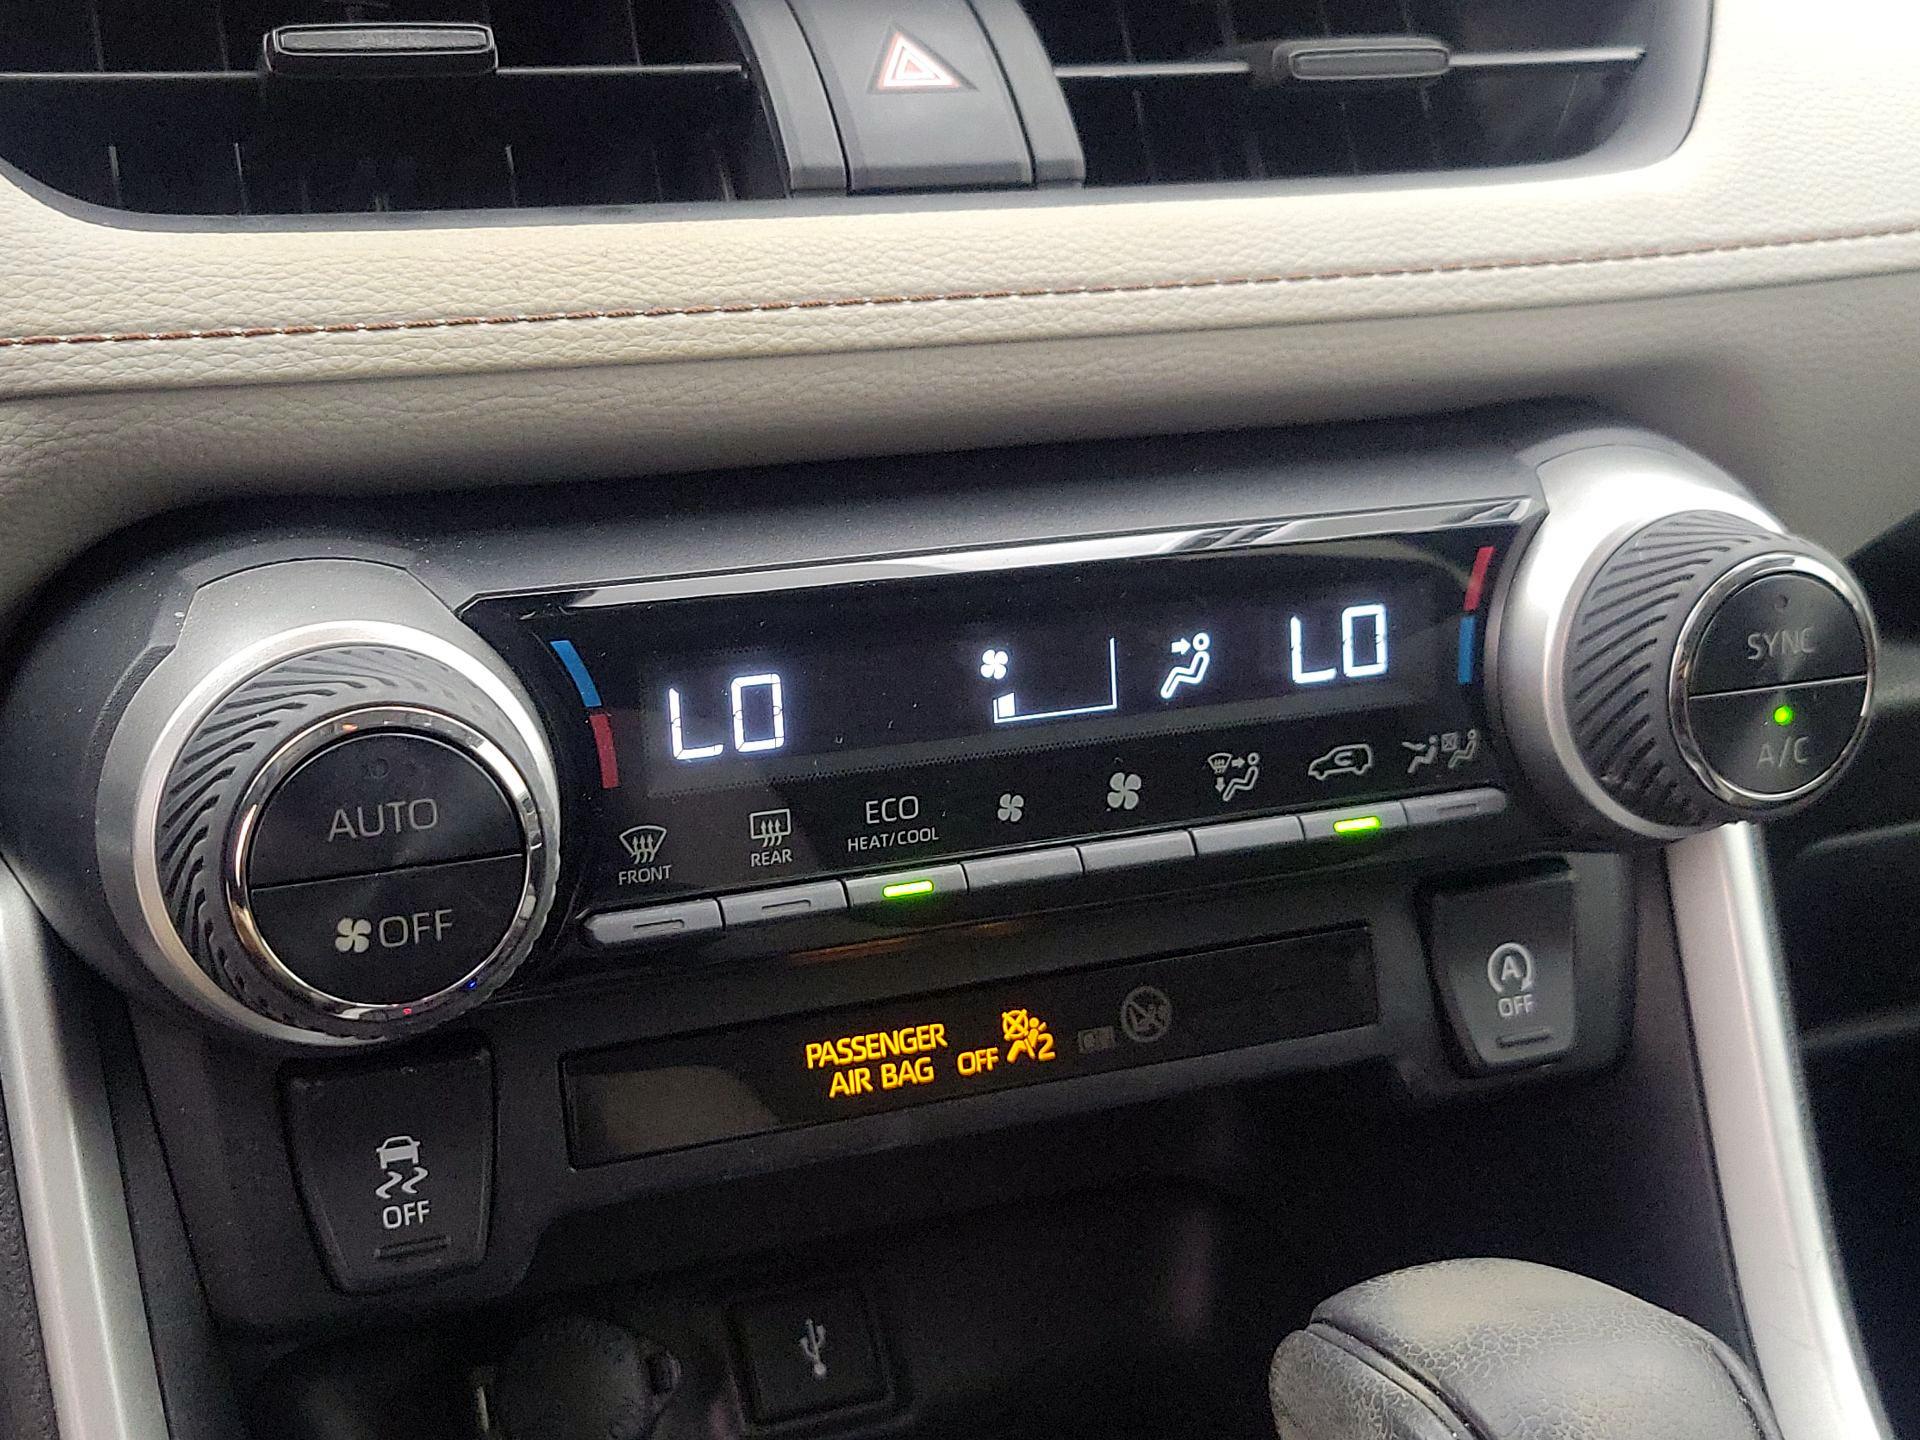 LO
LO
SYNC
A/C
AUTO
OFF
FRONT
REAR
ECO
HEAT/COOL
PASSENGER
AIR BAG
OFF
2
A
OFF
OFF